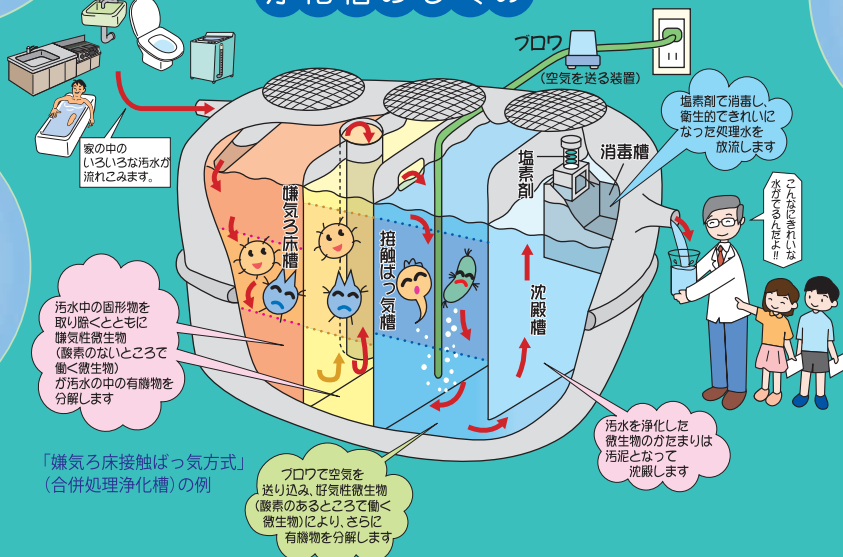 ブロワ
(空気を送る装置)
家の中の
いろいろな汚水が
流れこみます。
塩素剤で消毒し、
衛生的できれいに
なった処理水を
放流します
塩素剤
消毒槽
こんなにきれいな
水がでるんだよ!!
嫌気ろ床槽
接触ばっ気槽
沈殿槽
汚水中の固形物を
取り除くとともに
嫌気性微生物
(酸素のないところで
働く微生物)
が汚水の中の有機物を
分解します
汚水を浄化した
微生物のかたまりは
汚泥となって
沈殿します
「嫌気ろ床接触ばっ気方式」
(合併処理浄化槽)の例
ブロワで空気を
送り込み、好気性微生物
(酸素のあるところで働く
微生物)により、さらに
有機物を分解します